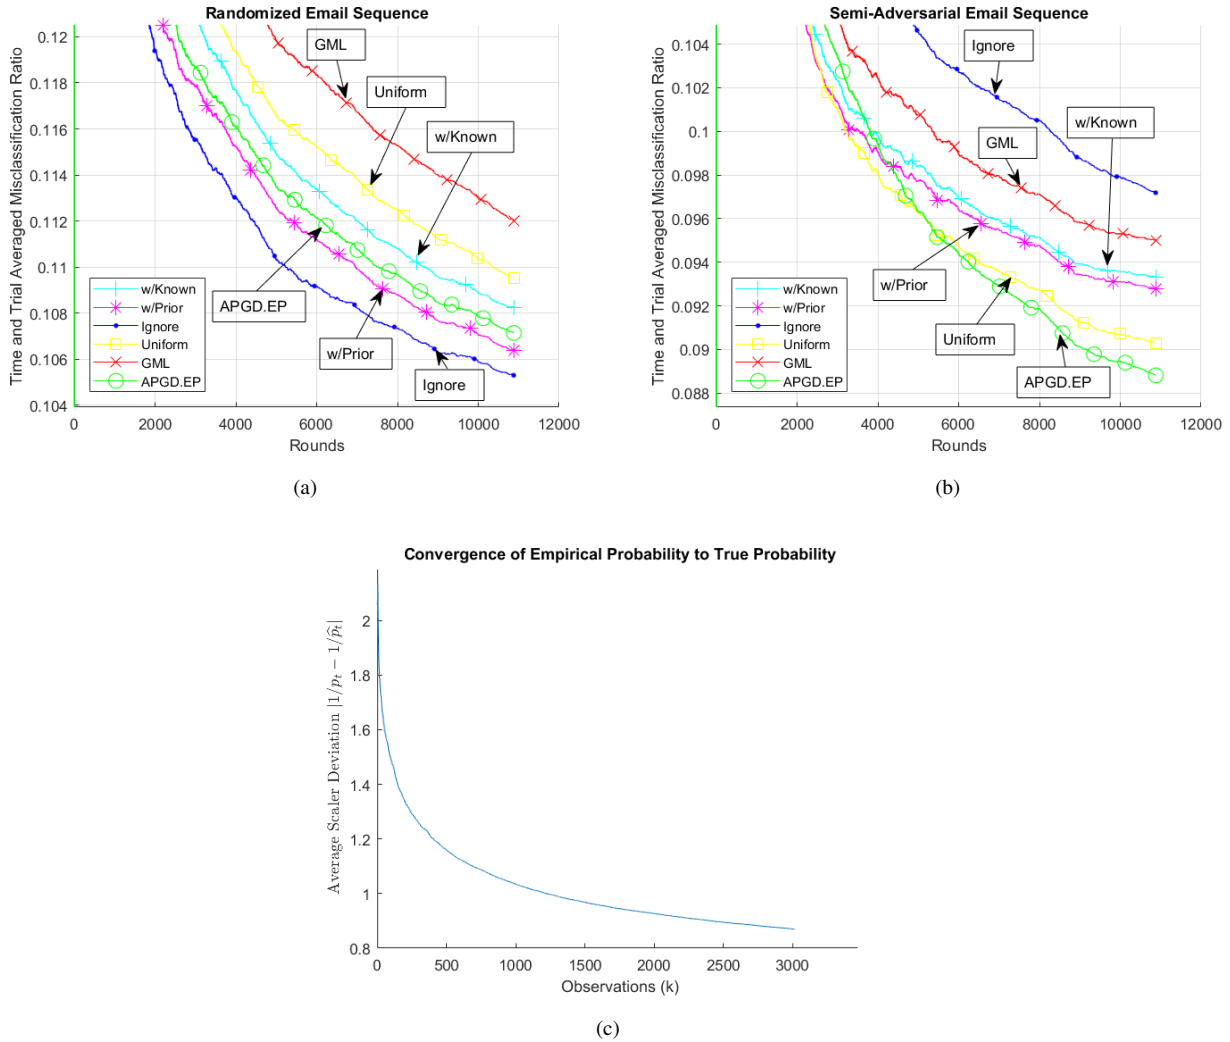 Randomized Email Sequence
Time and Trial Averaged Misclassification Ratio
0.12
0.118
0.116
0.114
0.112
0.11
0.108
0.106
0.104
0
2000
4000
6000
8000
10000
12000
Rounds
GML
Uniform
w/Known
APGD.EP
w/Prior
Ignore
w/Known
w/Prior
Ignore
Uniform
GML
APGD.EP
(a)
Semi-Adversarial Email Sequence
Time and Trial Averaged Misclassification Ratio
0.104
0.102
0.1
0.098
0.096
0.094
0.092
0.09
0.088
0
2000
4000
6000
8000
10000
12000
Rounds
Ignore
w/Known
GML
w/Prior
Uniform
APGD.EP
w/Known
w/Prior
Ignore
Uniform
GML
APGD.EP
(b)
Convergence of Empirical Probability to True Probability
Average Scaler Deviation |1/p_t − 1/p̂_t|
2
1.8
1.6
1.4
1.2
1
0.8
0
500
1000
1500
2000
2500
3000
Observations (k)
(c)